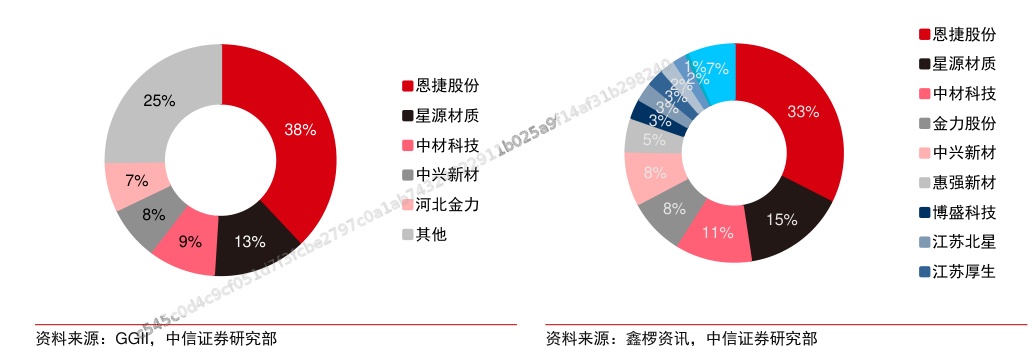 25%
38%
7%
8%
9%
13%
恩捷股份
星源材质
中材科技
中兴新材
河北金力
其他
资料来源：GGII，中信证券研究部
1%
7%
2%
2%
3%
3%
3%
5%
8%
8%
11%
15%
33%
恩捷股份
星源材质
中材科技
金力股份
中兴新材
惠强新材
博盛科技
江苏北星
江苏厚生
资料来源：鑫椤资讯，中信证券研究部